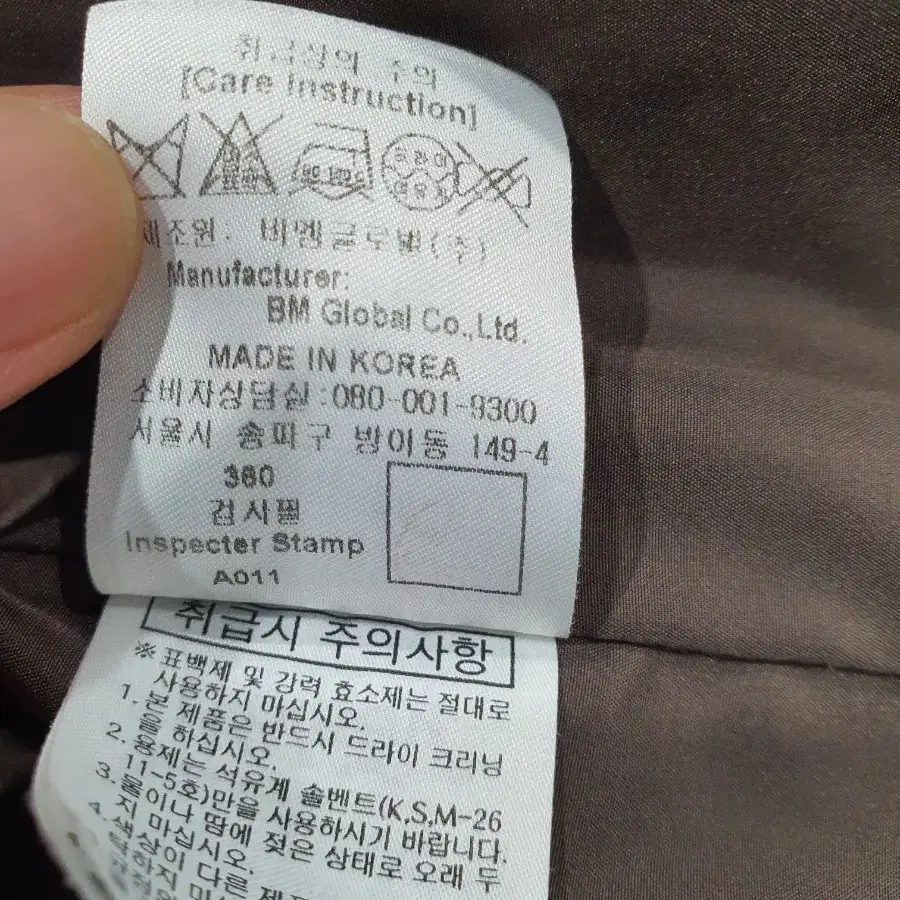 취급상의 주의
[Care Instruction]
드라이
제조원: 비엠글로벌(주)
Manufacturer:
BM Global Co.,Ltd.
MADE IN KOREA
소비자상담실:080-001-9300
서울시 송파구 방이동 149-4
380
검사필
Inspecter Stamp
A011
취급시 주의사항
※표백제 및 강력 효소제는 절대로
사용하지 마십시오.
1. 본 제품은 반드시 드라이 크리닝
을 하십시오.
2. 용제는 석유계 솔벤트(K.S.M-26
11-5호)만을 사용하시기 바랍니다.
3. 물이나 땀에 젖은 상태로 오래 두
지 마십시오.
4. 색상이 다른
하지